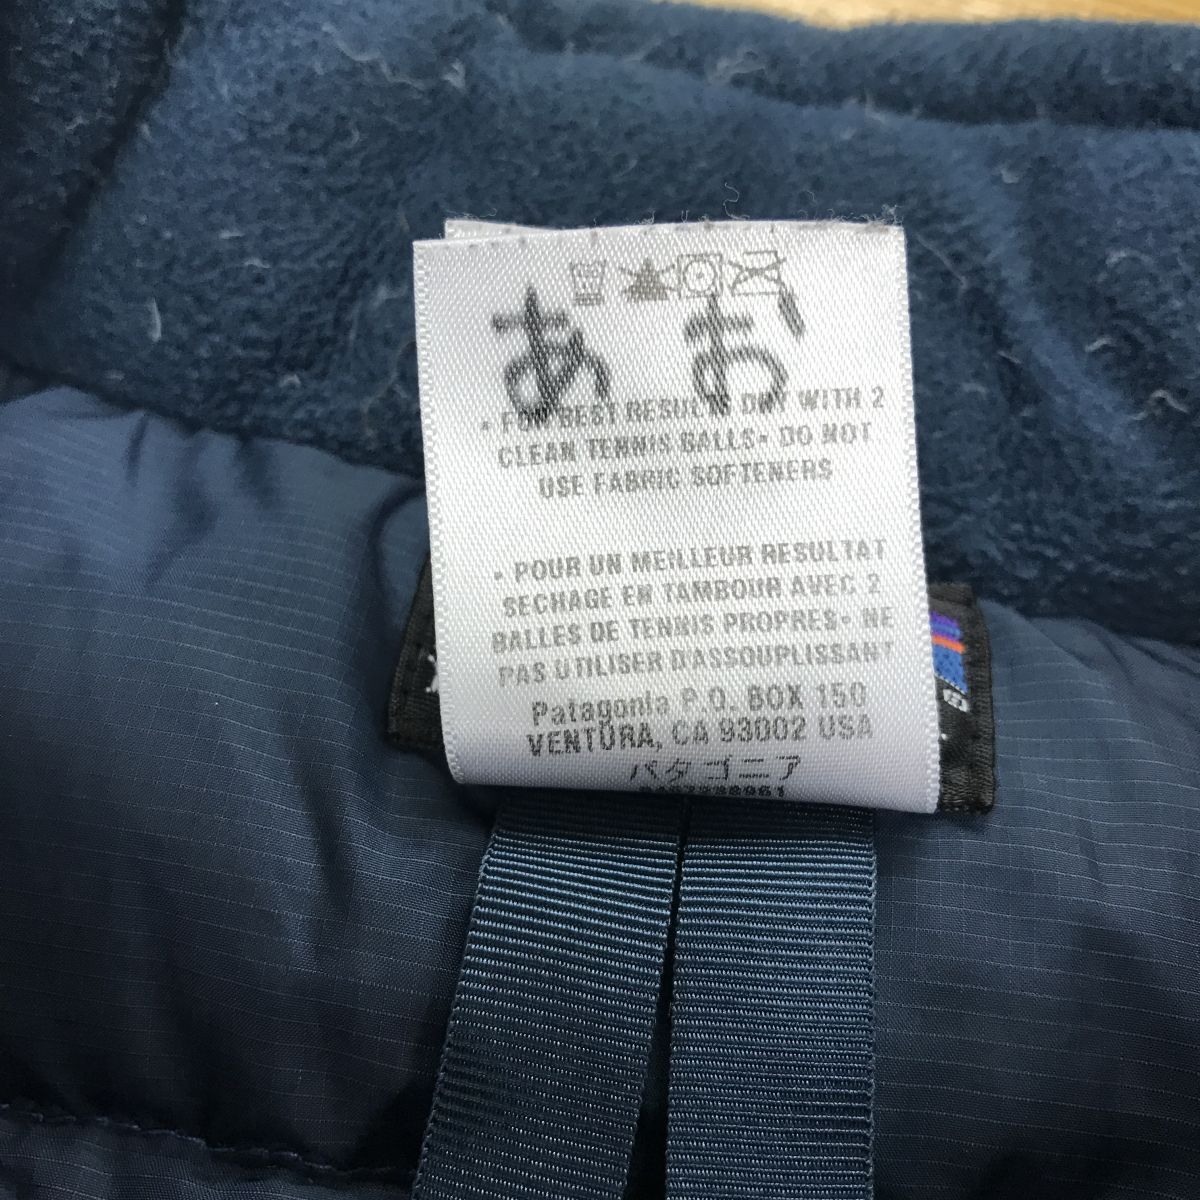 あ お
• FOR BEST RESULTS DRY WITH 2
CLEAN TENNIS BALLS• DO NOT
USE FABRIC SOFTENERS
• POUR UN MEILLEUR RESULTAT
SECHAGE EN TAMBOUR AVEC 2
BALLES DE TENNIS PROPRES• NE
PAS UTILISER D'ASSOUPLISSANT
Patagonia P.O. BOX 150
VENTURA, CA 93002 USA
パタゴニア